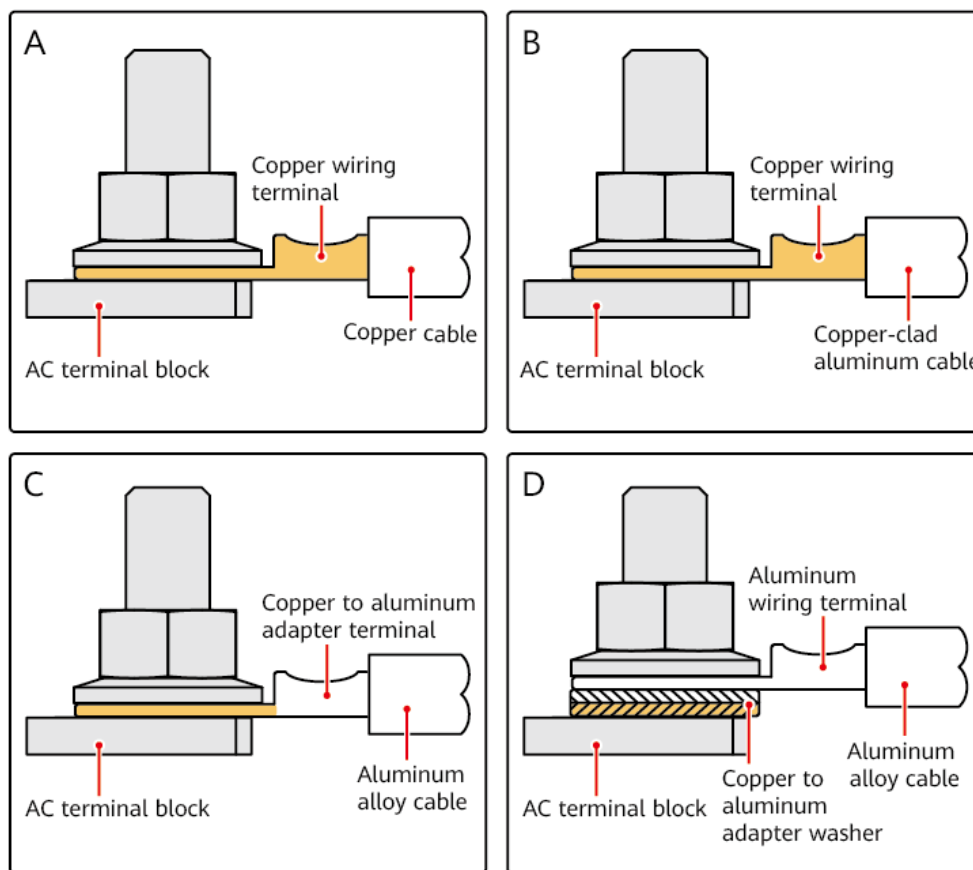 A
Copper wiring
terminal
Copper cable
AC terminal block
B
Copper wiring
terminal
Copper-clad
aluminum cable
AC terminal block
C
Copper to aluminum
adapter terminal
Aluminum
alloy cable
AC terminal block
D
Aluminum
wiring terminal
Aluminum
alloy cable
Copper to
aluminum
adapter washer
AC terminal block